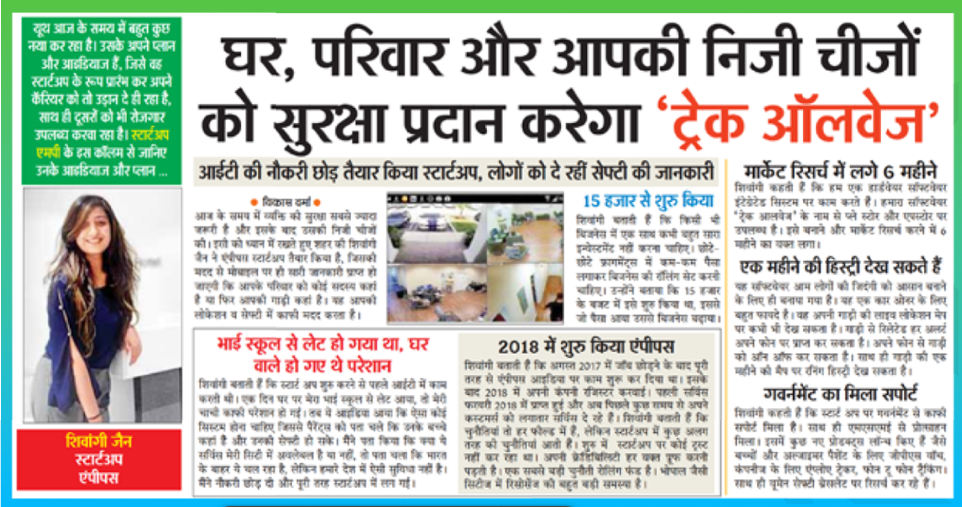 यूथ आज के समय में बहुत कुछ
नया कर रहा है। उसके अपने प्लान
और आइडियाज हैं, जिसे वह
स्टार्टअप के रूप प्रारंभ कर अपने
कॅरियर को तो उड़ान दे ही रहा है,
साथ ही दूसरों को भी रोजगार
उपलब्ध करवा रहा है। स्टार्टअप
एमपी के इस कॉलम से जानिए
उनके आइडियाज और प्लान ...
शिवांगी जैन
स्टार्टअप
एंपीपस
घर, परिवार और आपकी निजी चीजों
को सुरक्षा प्रदान करेगा ‘ट्रेक ऑलवेज’
आईटी की नौकरी छोड़ तैयार किया स्टार्टअप, लोगों को दे रहीं सेफ्टी की जानकारी
● विकास वर्मा ●
आज के समय में व्यक्ति की सुरक्षा सबसे ज्यादा
जरूरी है और इसके बाद उसकी निजी चीजों
की। इसी को ध्यान में रखते हुए शहर की शिवांगी
जैन ने एंपीपस स्टार्टअप तैयार किया है, जिसकी
मदद से मोबाइल पर ही सारी जानकारी प्राप्त हो
जाएगी कि आपके परिवार को कोई सदस्य कहां
है या फिर आपकी गाड़ी कहां है। यह आपकी
लोकेशन व सेफ्टी में काफी मदद करता है।
15 हजार से शुरु किया
शिवांगी बताती हैं कि किसी भी
बिजनेस में एक साथ कभी बहुत सारा
इन्वेस्टमेंट नहीं करना चाहिए। छोटे-
छोटे फ्रागमेंट्स में कम-कम पैसा
लगाकर बिजनेस की रॉलिंग सेट करनी
चाहिए। उन्होंने बताया कि 15 हजार
के बजट में इसे शुरु किया था, इससे
जो पैसा आया उससे बिजनेस बढ़ाया।
भाई स्कूल से लेट हो गया था, घर
वाले हो गए थे परेशान
शिवांगी बताती हैं कि स्टार्ट अप शुरु करने से पहले आईटी में काम
करती थी। एक दिन घर पर मेरा भाई स्कूल से लेट आया, तो मेरी
चाची काफी परेशान हो गई। तब ये आइडिया आया कि ऐसा कोई
सिस्टम होना चाहिए जिससे पैरेंट्स को पता चले कि उनके बच्चे
कहां है और उनकी सेफ्टी हो सके। मैंने पता किया कि क्या ये
सर्विस मेरी सिटी में अवलेबल है या नहीं, तो पता चला कि भारत
के बाहर ये चल रहा है, लेकिन हमारे देश में ऐसी सुविधा नहीं है।
मैंने नौकरी छोड़ दी और पूरी तरह स्टार्टअप में लग गई।
2018 में शुरु किया एंपीपस
शिवांगी बताती हैं कि अगस्त 2017 में जॉब छोड़ने के बाद पूरी
तरह से एंपीपस आइडिया पर काम शुरु कर दिया था। इसके
बाद 2018 में अपनी कंपनी रजिस्टर करवाई। पहली सर्विस
फरवरी 2018 में प्राप्त हुई और अब पिछले कुछ समय से अपने
कस्टमर्स को लगातार सर्विस दे रहे हैं। शिवांगी बताती हैं कि
चुनौतियां तो हर फील्ड में हैं, लेकिन स्टार्टअप में कुछ अलग
तरह की चुनौतियां आती है। शुरु में स्टार्टअप पर कोई ट्रस्ट
नहीं कर रहा था। अपनी क्रेडिबिलिटी हर वक्त प्रूफ करनी
पड़ती है। एक सबसे बड़ी चुनौती रोलिंग फंड है। भोपाल जैसी
सिटीज में रिसोर्सेज की बहुत बड़ी समस्या है।
मार्केट रिसर्च में लगे 6 महीने
शिवांगी कहती हैं कि हम एक हार्डवेयर सॉफ्टवेयर
इंटेग्रेटेड सिस्टम पर काम करते हैं। हमारा सॉफ्टवेयर
‘ट्रेक आलवेज’ के नाम से प्ले स्टोर और एपस्टोर पर
उपलब्ध है। इसे बनाने और मार्केट रिसर्च करने में 6
महीने का वक्त लगा।
एक महीने की हिस्ट्री देख सकते हैं
यह सॉफ्टवेयर आम लोगों की जिंदगी को आसान बनाने
के लिए ही बनाया गया है। यह एक कार ओनर के लिए
बहुत फायदे है। वह अपनी गाड़ी की लाइव लोकेशन मेप
पर कभी भी देख सकता है। गाड़ी से रिलेटेड हर अलर्ट
अपने फोन पर प्राप्त कर सकता है। अपने फोन से गाड़ी
को ऑन ऑफ कर सकता है। साथ ही गाड़ी की एक
महीने की मैप पर रनिंग हिस्ट्री देख सकता है।
गवर्नमेंट का मिला सपोर्ट
शिवांगी कहती हैं कि स्टार्ट अप पर गवर्नमेंट से काफी
सपोर्ट मिला है। साथ ही एमएसएमई से प्रोत्साहन
मिला। इसमें कुछ नए प्रोडक्ट्स लॉन्च किए हैं जैसे
बच्चों और अल्जाइमर पैशेंट के लिए जीपीएस वॉच,
कंपनीज के लिए एंप्लोए ट्रेकर, फोन टू फोन ट्रैकिंग।
साथ ही यूमेन सेफ्टी ब्रेसलेट पर रिसर्च कर रहे हैं।